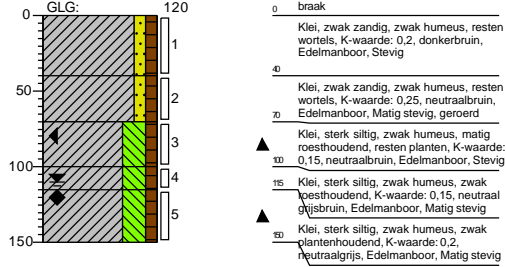 GLG: 120
0
50
100
150
1
2
3
4
5
0 braak
Klei, zwak zandig, zwak humeus, resten
wortels, K-waarde: 0,2, donkerbruin,
Edelmanboor, Stevig
40
Klei, zwak zandig, zwak humeus, resten
wortels, K-waarde: 0,25, neutraalbruin,
Edelmanboor, Matig stevig, geroerd
70
Klei, sterk siltig, zwak humeus, matig
roesthoudend, resten planten, K-waarde:
0,15, neutraalbruin, Edelmanboor, Stevig
100
115
Klei, sterk siltig, zwak humeus, zwak
roesthoudend, K-waarde: 0,15, neutraal
grijsbruin, Edelmanboor, Matig stevig
150
Klei, sterk siltig, zwak humeus, zwak
plantenhoudend, K-waarde: 0,2,
neutraalgrijs, Edelmanboor, Matig stevig